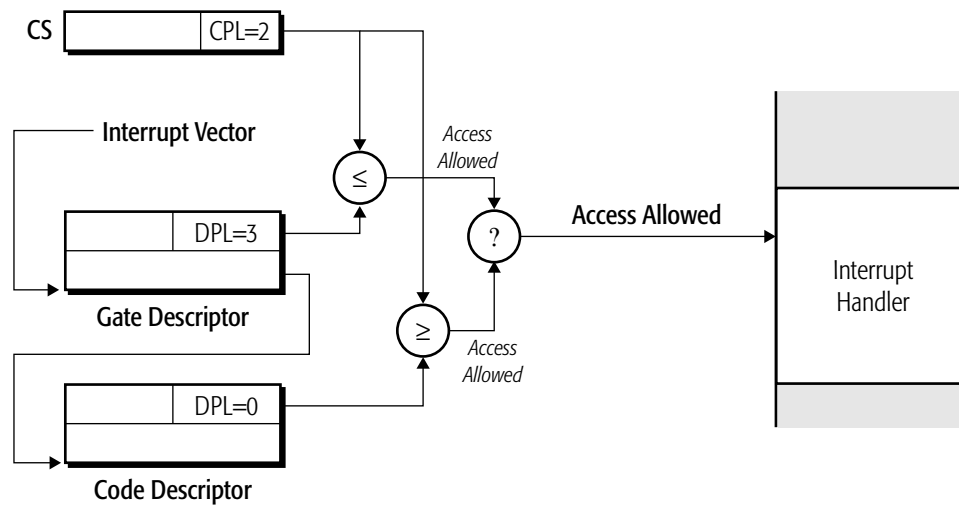 CS
CPL=2
Interrupt Vector
Access
Allowed
≤
DPL=3
Gate Descriptor
?
Access Allowed
Interrupt
Handler
≥
Access
Allowed
DPL=0
Code Descriptor